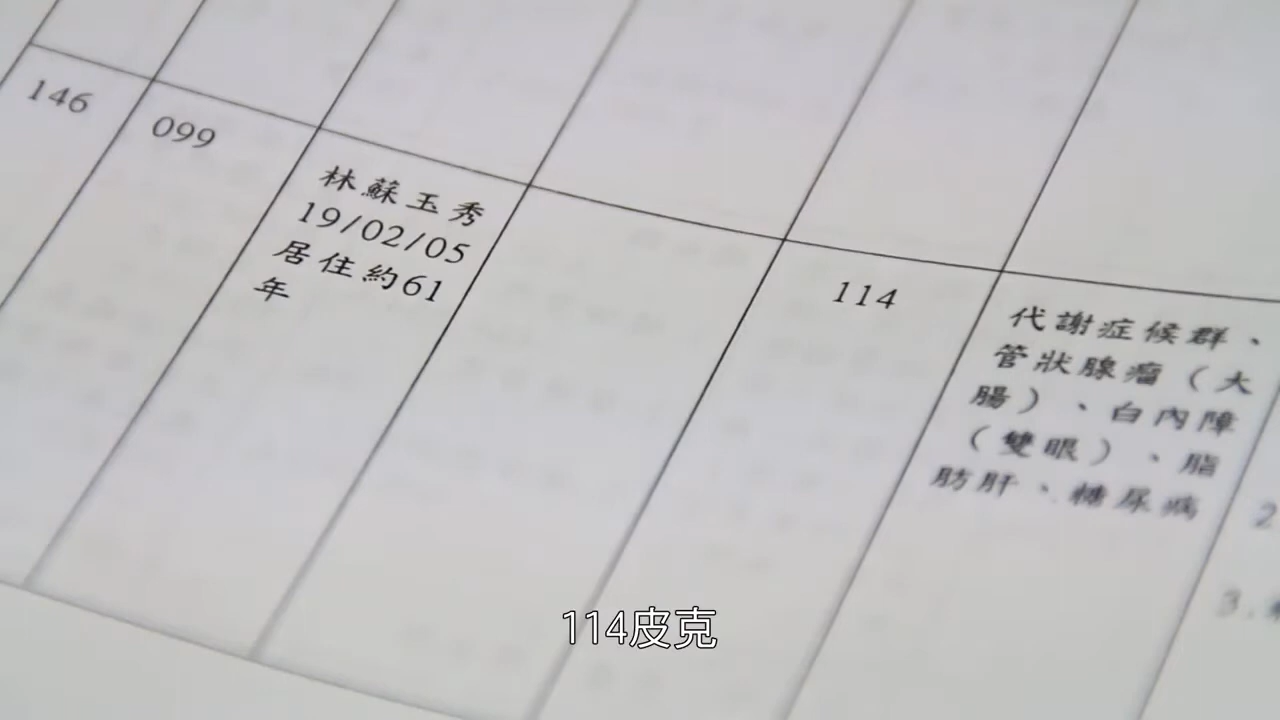 146
099
林蘇玉秀
19/02/05
居住約61
年
114
代謝症候群、
管狀腺瘤（大
腸）、白內障
（雙眼）、脂
肪肝、糖尿病
2
3.
114皮克